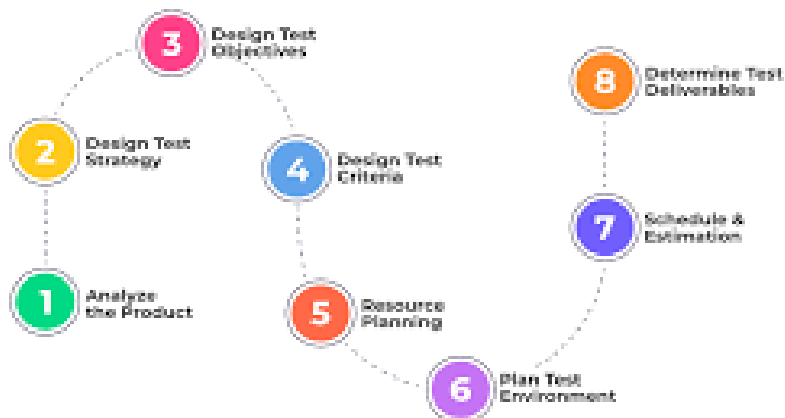 1
Analyze
the Product
2
Design Test
Strategy
3
Design Test
Objectives
4
Design Test
Criteria
5
Resource
Planning
6
Plan Test
Environment
7
Schedule &
Estimation
8
Determine Test
Deliverables